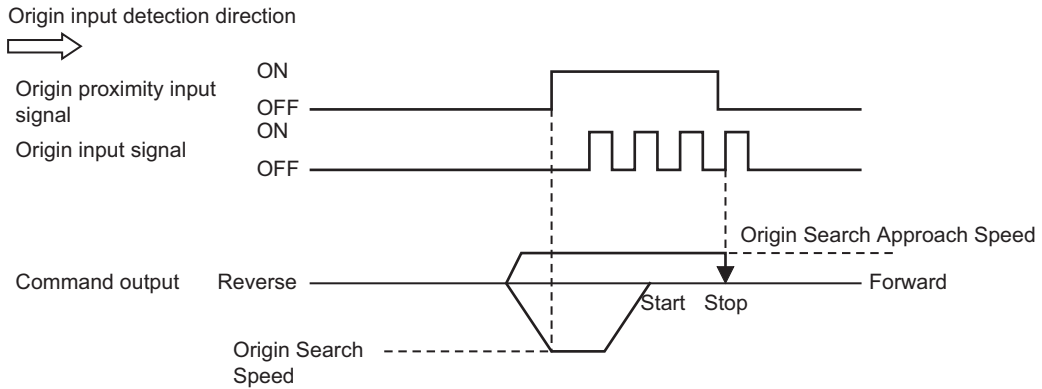 Origin input detection direction
Origin proximity input
signal
ON
OFF
Origin input signal
ON
OFF
Origin Search Approach Speed
Command output
Reverse
Forward
Start
Stop
Origin Search
Speed